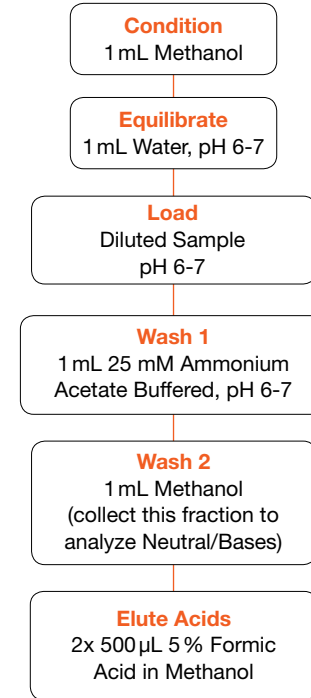 Condition
1 mL Methanol
Equilibrate
1 mL Water, pH 6-7
Load
Diluted Sample
pH 6-7
Wash 1
1 mL 25 mM Ammonium
Acetate Buffered, pH 6-7
Wash 2
1 mL Methanol
(collect this fraction to
analyze Neutral/Bases)
Elute Acids
2x 500 µL 5 % Formic
Acid in Methanol